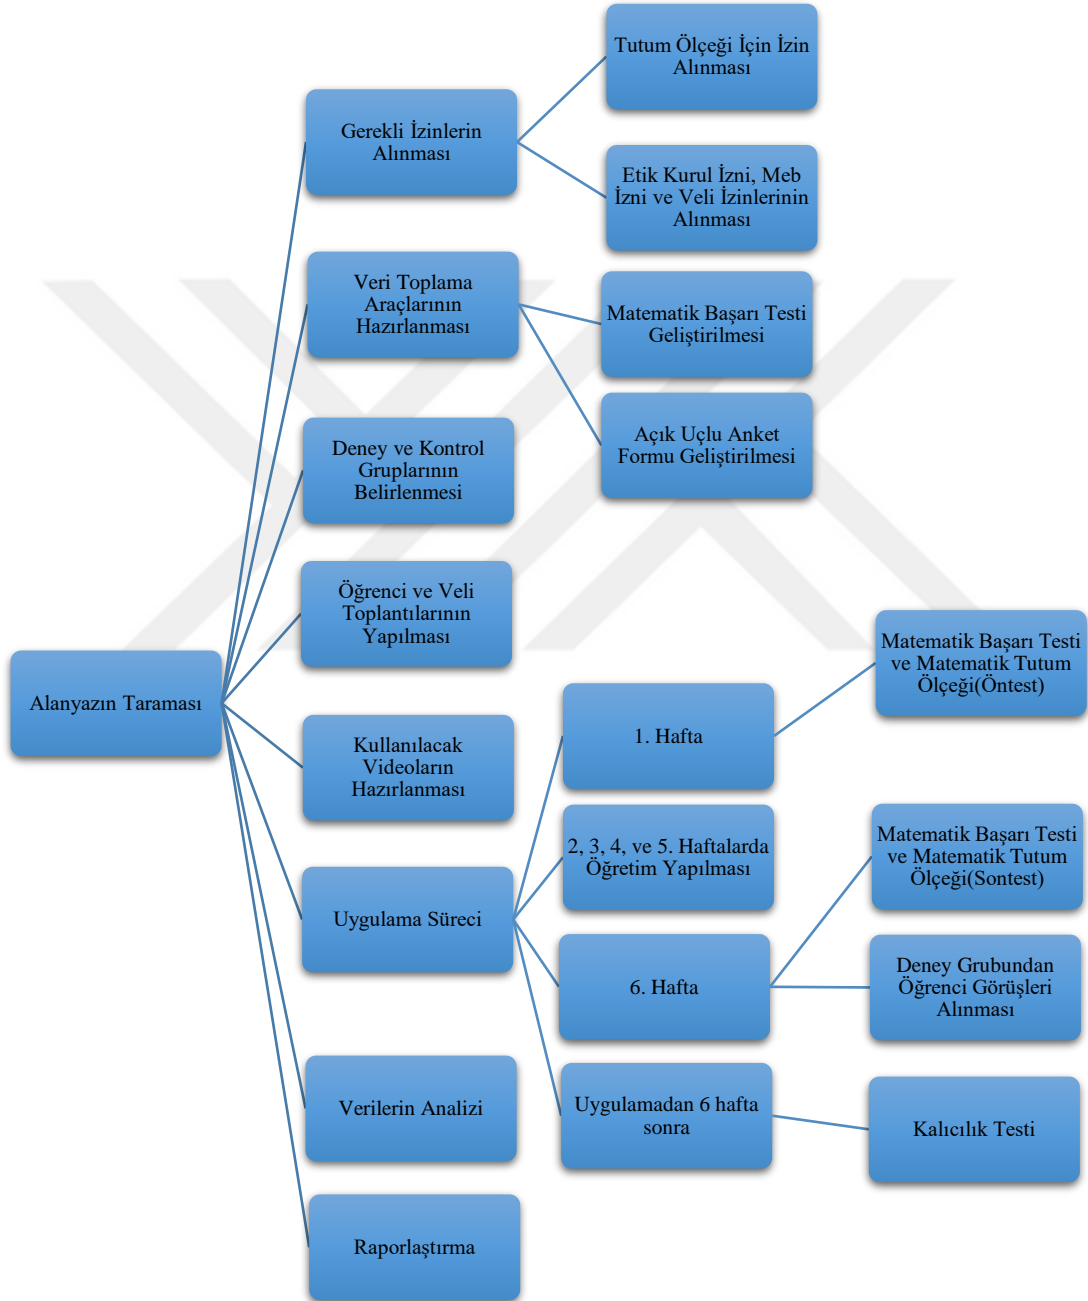 Tutum Ölçeği İçin İzin
Alınması
Gerekli İzinlerin
Alınması
Etik Kurul İzni, Meb
İzni ve Veli İzinlerinin
Alınması
Veri Toplama
Araçlarının
Hazırlanması
Matematik Başarı Testi
Geliştirilmesi
Açık Uçlu Anket
Formu Geliştirilmesi
Deney ve Kontrol
Gruplarının
Belirlenmesi
Öğrenci ve Veli
Toplantılarının
Yapılması
Alanyazın Taraması
Kullanılacak
Videoların
Hazırlanması
Matematik Başarı Testi
ve Matematik Tutum
Ölçeği(Öntest)
1. Hafta
2, 3, 4, ve 5. Haftalarda
Öğretim Yapılması
Uygulama Süreci
Matematik Başarı Testi
ve Matematik Tutum
Ölçeği(Sontest)
6. Hafta
Deney Grubundan
Öğrenci Görüşleri
Alınması
Uygulamadan 6 hafta
sonra
Kalıcılık Testi
Verilerin Analizi
Raporlaştırma